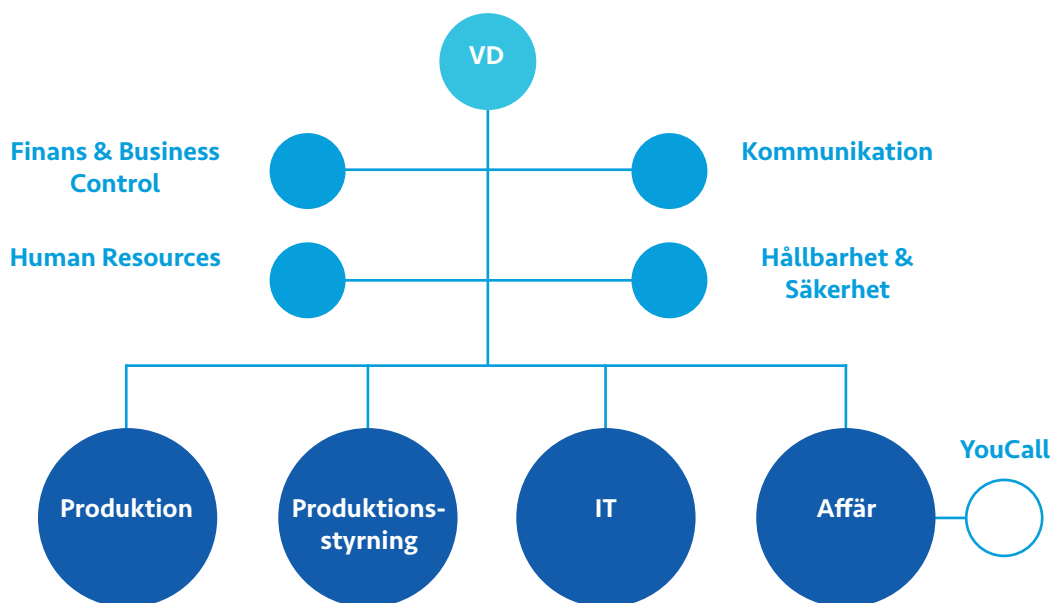 VD
Finans & Business
Control
Kommunikation
Human Resources
Hållbarhet &
Säkerhet
YouCall
Produktion
Produktions-
styrning
IT
Affär